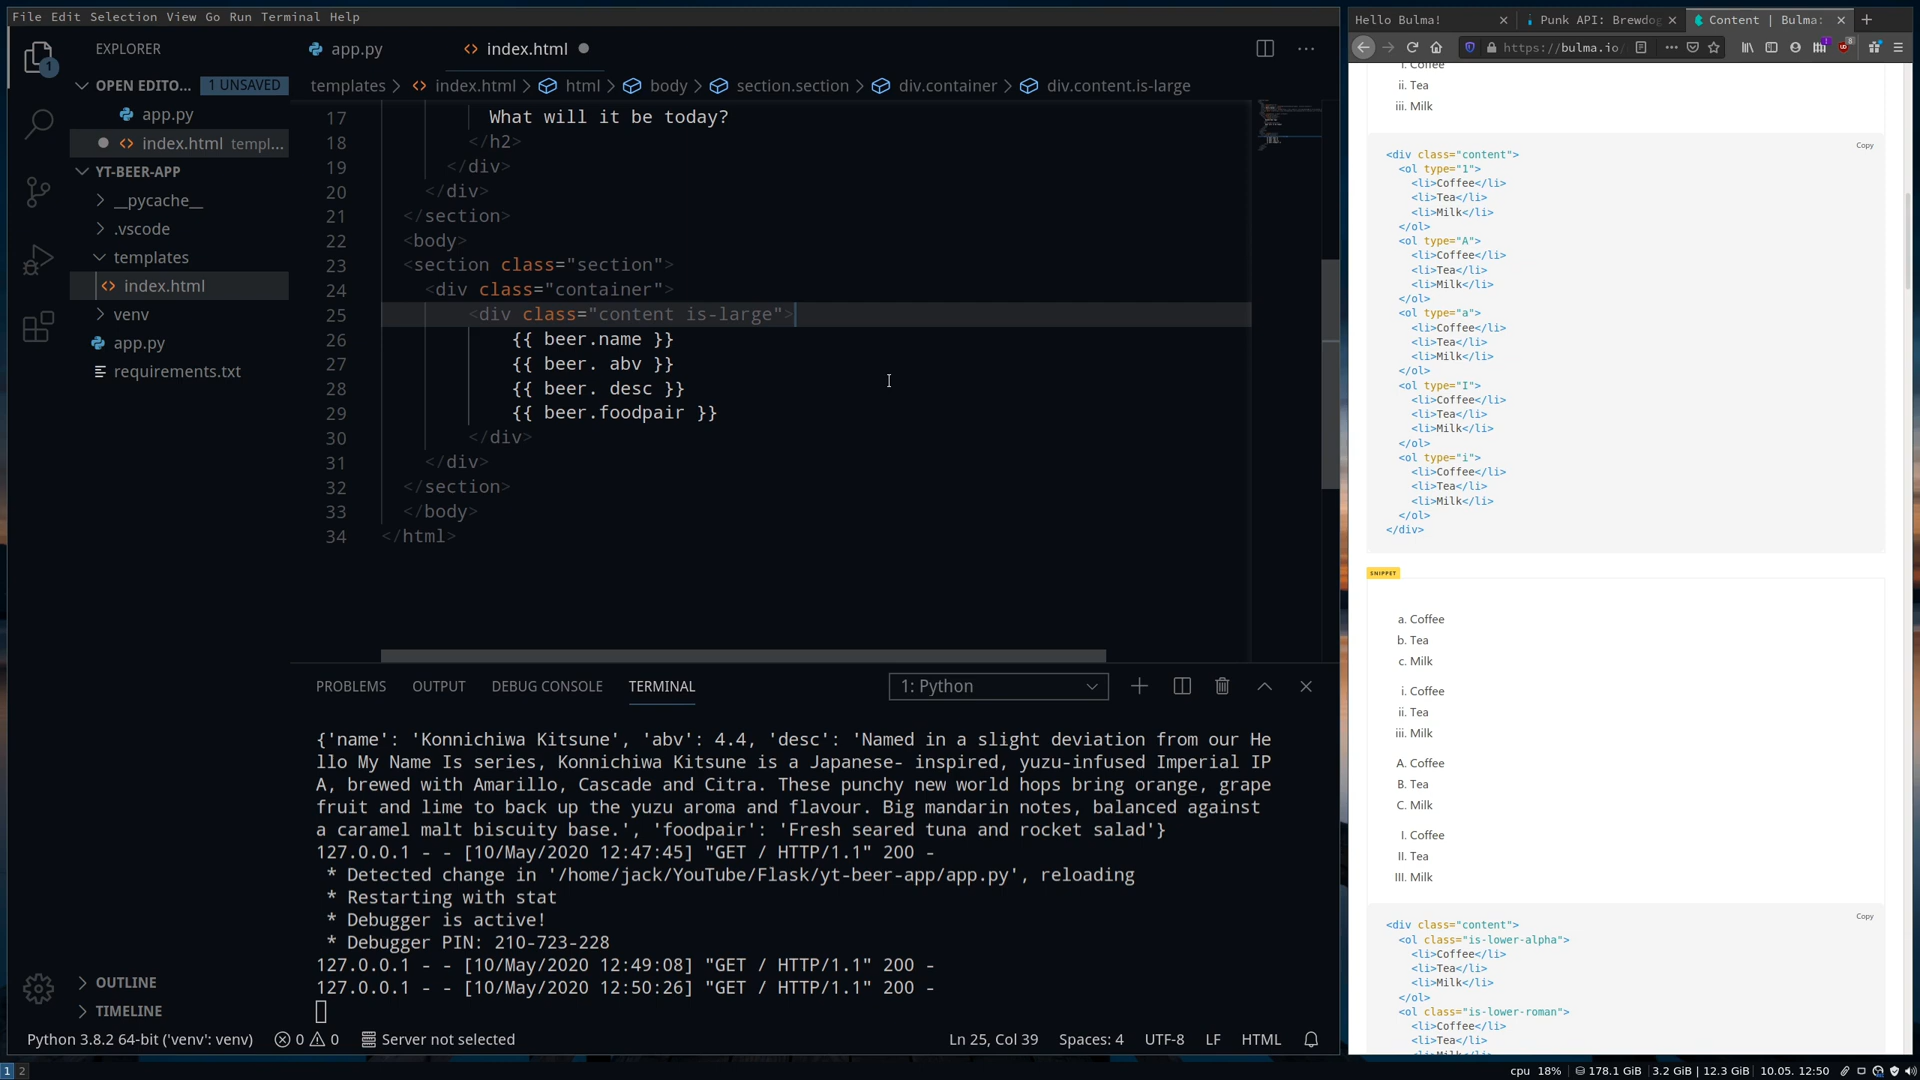 File Edit Selection View Go Run Terminal Help
EXPLORER
1
OPEN EDITO... 1 UNSAVED
app.py
index.html templ...
YT-BEER-APP
__pycache__
.vscode
templates
index.html
venv
app.py
requirements.txt
OUTLINE
TIMELINE
app.py
index.html
templates > index.html > html > body > section.section > div.container > div.content.is-large
17 What will it be today?
18 </h2>
19 </div>
20 </div>
21 </section>
22 <body>
23 <section class="section">
24 <div class="container">
25 <div class="content is-large">
26 {{ beer.name }}
27 {{ beer. abv }}
28 {{ beer. desc }}
29 {{ beer.foodpair }}
30 </div>
31 </div>
32 </section>
33 </body>
34 </html>
PROBLEMS OUTPUT DEBUG CONSOLE TERMINAL 1: Python
{'name': 'Konnichiwa Kitsune', 'abv': 4.4, 'desc': 'Named in a slight deviation from our He
llo My Name Is series, Konnichiwa Kitsune is a Japanese- inspired, yuzu-infused Imperial IP
A, brewed with Amarillo, Cascade and Citra. These punchy new world hops bring orange, grape
fruit and lime to back up the yuzu aroma and flavour. Big mandarin notes, balanced against
a caramel malt biscuity base.', 'foodpair': 'Fresh seared tuna and rocket salad'}
127.0.0.1 - - [10/May/2020 12:47:45] "GET / HTTP/1.1" 200 -
* Detected change in '/home/jack/YouTube/Flask/yt-beer-app/app.py', reloading
* Restarting with stat
* Debugger is active!
* Debugger PIN: 210-723-228
127.0.0.1 - - [10/May/2020 12:49:08] "GET / HTTP/1.1" 200 -
127.0.0.1 - - [10/May/2020 12:50:26] "GET / HTTP/1.1" 200 -
Python 3.8.2 64-bit ('venv': venv) 0 0 Server not selected Ln 25, Col 39 Spaces: 4 UTF-8 LF HTML
Hello Bulma! Punk API: Brewdog Content | Bulma:
https://bulma.io/
i. Coffee
ii. Tea
iii. Milk
Copy
<div class="content">
<ol type="1">
<li>Coffee</li>
<li>Tea</li>
<li>Milk</li>
</ol>
<ol type="A">
<li>Coffee</li>
<li>Tea</li>
<li>Milk</li>
</ol>
<ol type="a">
<li>Coffee</li>
<li>Tea</li>
<li>Milk</li>
</ol>
<ol type="I">
<li>Coffee</li>
<li>Tea</li>
<li>Milk</li>
</ol>
<ol type="i">
<li>Coffee</li>
<li>Tea</li>
<li>Milk</li>
</ol>
</div>
SNIPPET
a. Coffee
b. Tea
c. Milk
i. Coffee
ii. Tea
iii. Milk
A. Coffee
B. Tea
C. Milk
I. Coffee
II. Tea
III. Milk
Copy
<div class="content">
<ol class="is-lower-alpha">
<li>Coffee</li>
<li>Tea</li>
<li>Milk</li>
</ol>
<ol class="is-lower-roman">
<li>Coffee</li>
<li>Tea</li>
<li>Milk</li>
1 2 cpu 18% 178.1 GiB 3.2 GiB | 12.3 GiB 10.05. 12:50